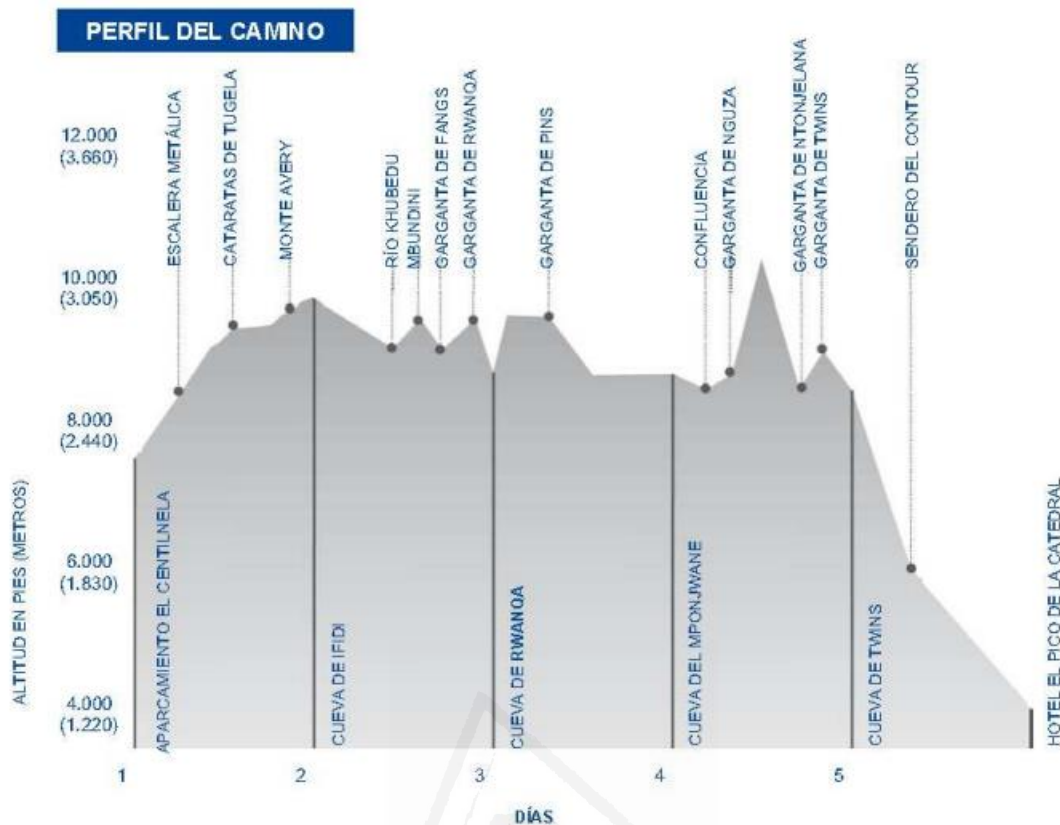 PERFIL DEL CAMINO
ESCALERA METÁLICA
CATARATAS DE TUGELA
MONTE AVERY
RÍO KHUBEDU
MBUNDINI
GARGANTA DE FANGS
GARGANTA DE RWANQA
GARGANTA DE PINS
CONFLUENCIA
GARGANTA DE NGUZA
GARGANTA DE NTONJELANA
GARGANTA DE TWINS
SENDERO DEL CONTOUR
12.000
(3.660)
10.000
(3.050)
8.000
(2.440)
6.000
(1.830)
4.000
(1.220)
ALTITUD EN PIES (METROS)
APARCAMIENTO EL CENTILNELA
CUEVA DE IFIDI
CUEVA DE RWANQA
CUEVA DEL MPONJWANE
CUEVA DE TWINS
HOTEL EL PICO DE LA CATEDRAL
1 2 3 4 5
DÍAS